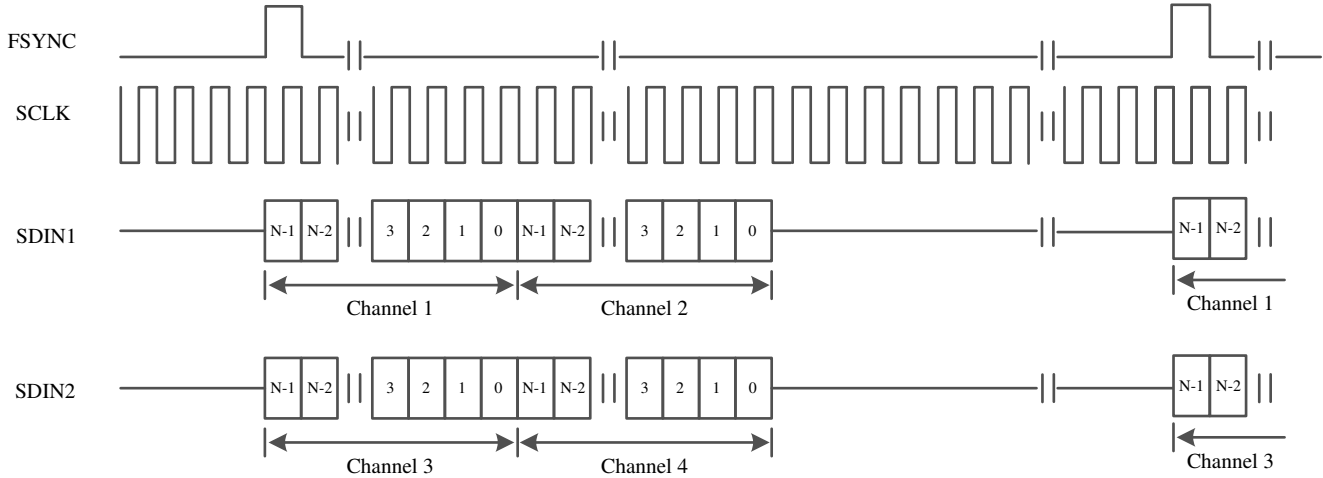 FSYNC
SCLK
SDIN1
N-1 N-2 3 2 1 0 N-1 N-2 3 2 1 0 N-1 N-2
Channel 1 Channel 2 Channel 1
SDIN2
N-1 N-2 3 2 1 0 N-1 N-2 3 2 1 0 N-1 N-2
Channel 3 Channel 4 Channel 3